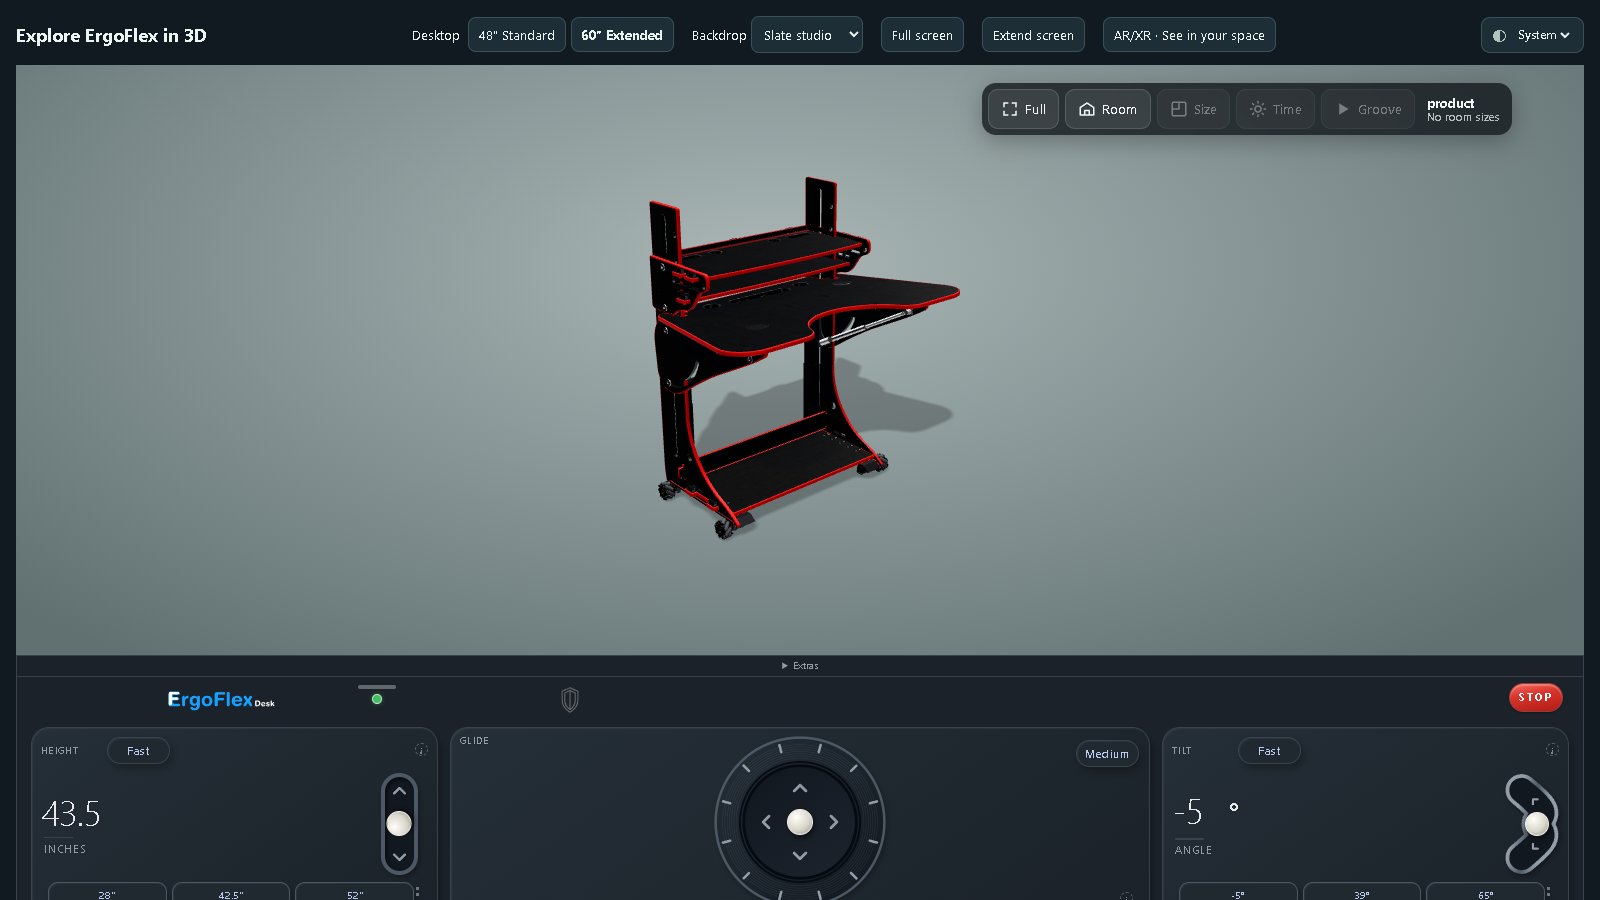 Explore ErgoFlex in 3D
Desktop 48" Standard 60" Extended Backdrop Slate studio Full screen Extend screen AR/XR · See in your space System
Full Room Size Time Groove product
No room sizes
Extras
ErgoFlex Desk
STOP
HEIGHT Fast
GLIDE Medium
TILT Fast
43.5
INCHES
-5 °
ANGLE
28" 42.5" 52"
-5° 39° 65°